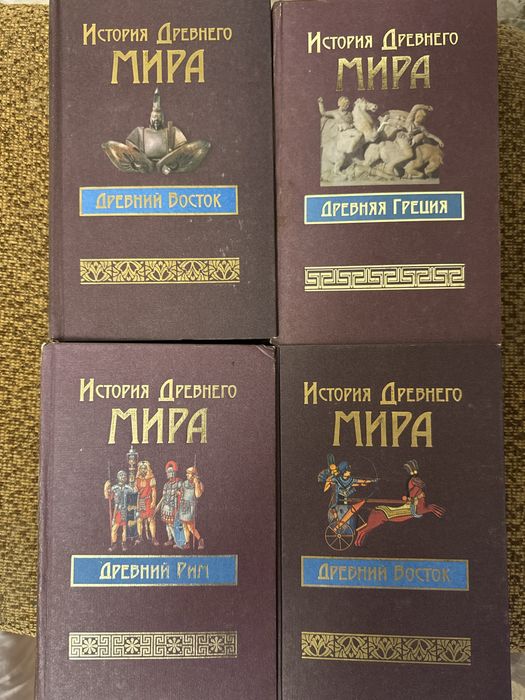 История Древнего
МИРА
Древний Восток
История Древнего
МИРА
Древняя Греция
История Древнего
МИРА
Древний Рим
История Древнего
МИРА
Древний Восток